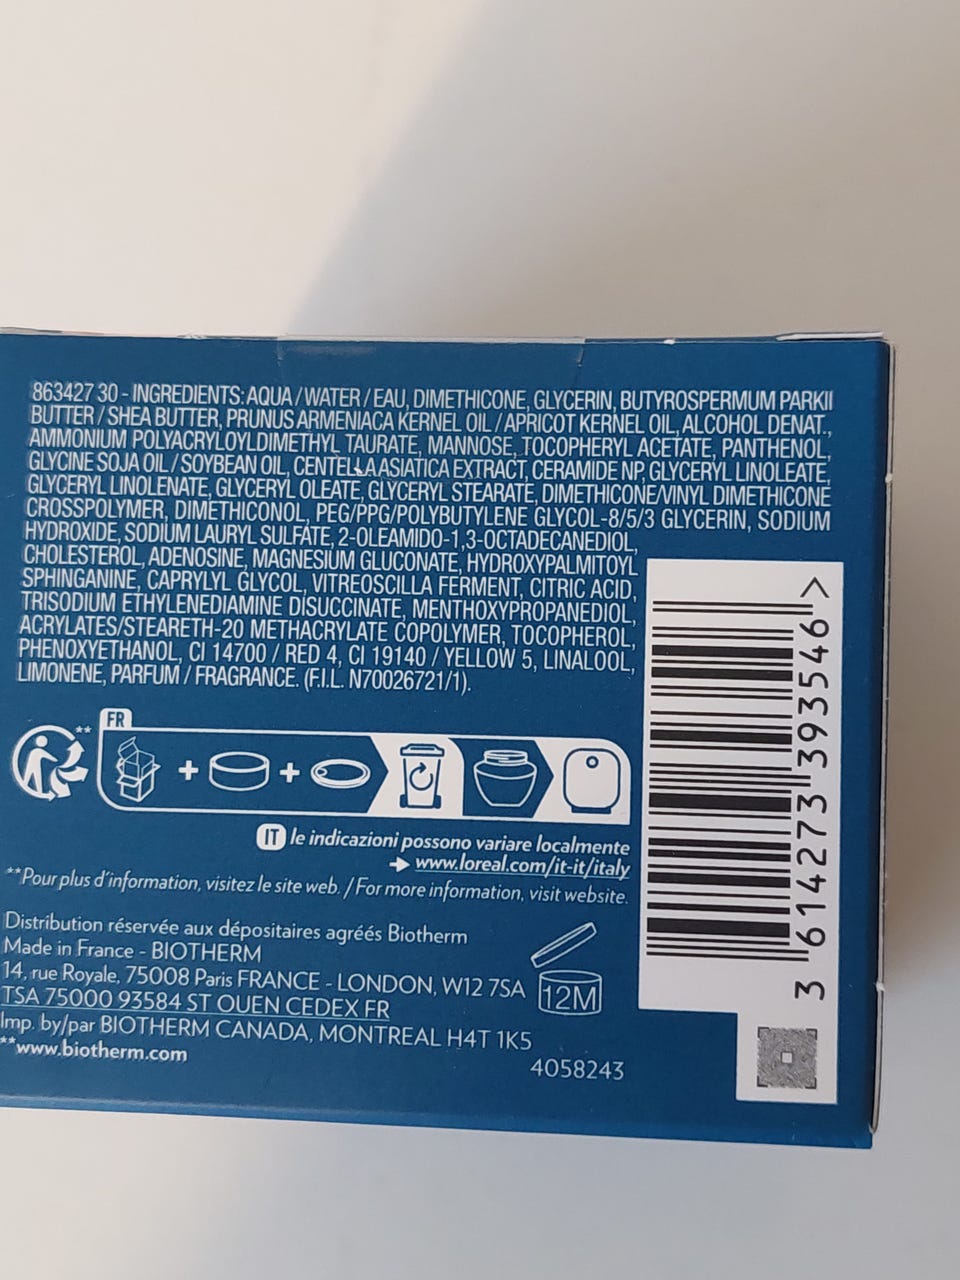 863427 30 - INGREDIENTS: AQUA / WATER / EAU, DIMETHICONE, GLYCERIN, BUTYROSPERMUM PARKII
BUTTER / SHEA BUTTER, PRUNUS ARMENIACA KERNEL OIL / APRICOT KERNEL OIL, ALCOHOL DENAT.,
AMMONIUM POLYACRYLOYLDIMETHYL TAURATE, MANNOSE, TOCOPHERYL ACETATE, PANTHENOL,
GLYCINE SOJA OIL / SOYBEAN OIL, CENTELLA ASIATICA EXTRACT, CERAMIDE NP, GLYCERYL LINOLEATE,
GLYCERYL LINOLENATE, GLYCERYL OLEATE, GLYCERYL STEARATE, DIMETHICONE/VINYL DIMETHICONE
CROSSPOLYMER, DIMETHICONOL, PEG/PPG/POLYBUTYLENE GLYCOL-8/5/3 GLYCERIN, SODIUM
HYDROXIDE, SODIUM LAURYL SULFATE, 2-OLEAMIDO-1,3-OCTADECANEDIOL,
CHOLESTEROL, ADENOSINE, MAGNESIUM GLUCONATE, HYDROXYPALMITOYL
SPHINGANINE, CAPRYLYL GLYCOL, VITREOSCILLA FERMENT, CITRIC ACID,
TRISODIUM ETHYLENEDIAMINE DISUCCINATE, MENTHOXYPROPANEDIOL,
ACRYLATES/STEARETH-20 METHACRYLATE COPOLYMER, TOCOPHEROL,
PHENOXYETHANOL, CI 14700 / RED 4, CI 19140 / YELLOW 5, LINALOOL,
LIMONENE, PARFUM / FRAGRANCE. (F.I.L. N70026721/1).
**
FR
+ +
IT le indicazioni possono variare localmente
➔ www.loreal.com/it-it/italy
**Pour plus d'information, visitez le site web. / For more information, visit website.
Distribution réservée aux dépositaires agréés Biotherm
Made in France - BIOTHERM
14, rue Royale, 75008 Paris FRANCE - LONDON, W12 7SA
TSA 75000 93584 ST OUEN CEDEX FR
Imp. by/par BIOTHERM CANADA, MONTREAL H4T 1K5
**www.biotherm.com
12M
4058243
3 614273 393546 >